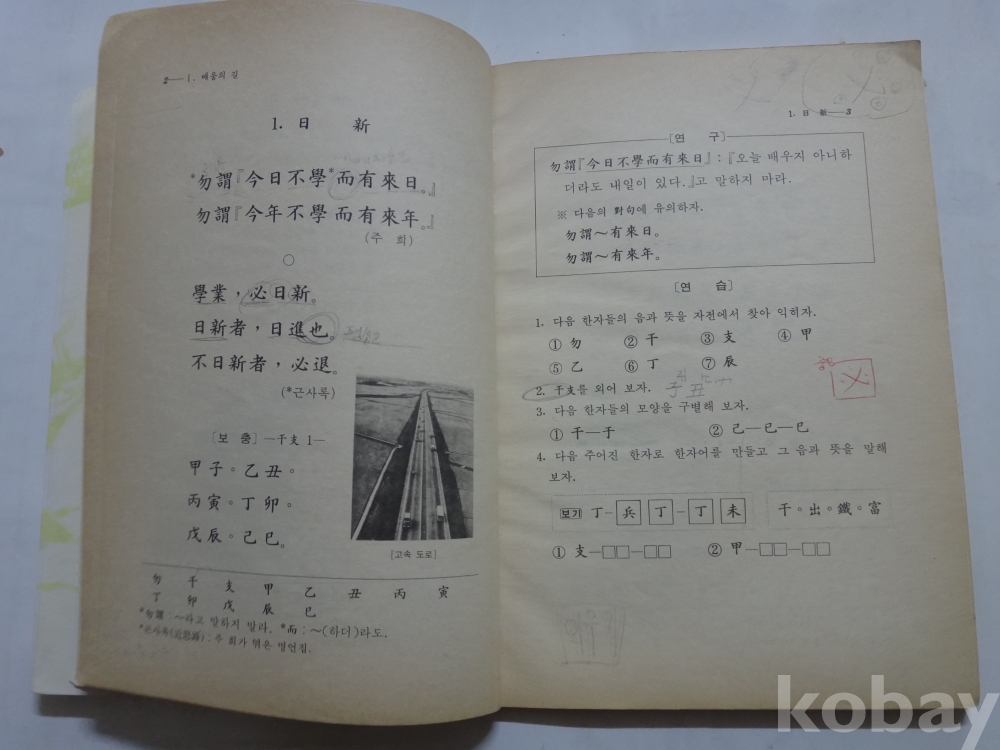 2—1. 배움의 길
1. 日 新
*勿謂『今日不學*而有來日。』
勿謂『今年不學而有來年。』
(주 희)
○
學業，必日新。
日新者，日進也。
不日新者，必退。
(*근사록)
[보 충] —干支 1—
甲子。乙丑。
丙寅。丁卯。
戊辰。己巳。
[고속 도로]
勿 干 支 甲 乙 丑 丙 寅
丁 卯 戊 辰 巳
*勿謂：～라고 말하지 말라. *而：～(하더)라도.
*근사록(近思錄)：주 희가 엮은 명언집.
1. 日 新—3
[연 구]
勿謂『今日不學而有來日』：『오늘 배우지 아니하
더라도 내일이 있다.』고 말하지 마라.
※ 다음의 對句에 유의하자.
勿謂～有來日。
勿謂～有來年。
[연 습]
1. 다음 한자들의 음과 뜻을 자전에서 찾아 익히자.
① 勿 ② 干 ③ 支 ④ 甲
⑤ 乙 ⑥ 丁 ⑦ 辰
2. 干支를 외어 보자.
子 丑
3. 다음 한자들의 모양을 구별해 보자.
① 干—于 ② 己—已—巳
4. 다음 주어진 한자로 한자어를 만들고 그 음과 뜻을 말해
보자.
보기 丁-兵 丁-丁 未 干。出。鐵。富
① 支—□□—□□ ② 甲—□□—□□
kobay